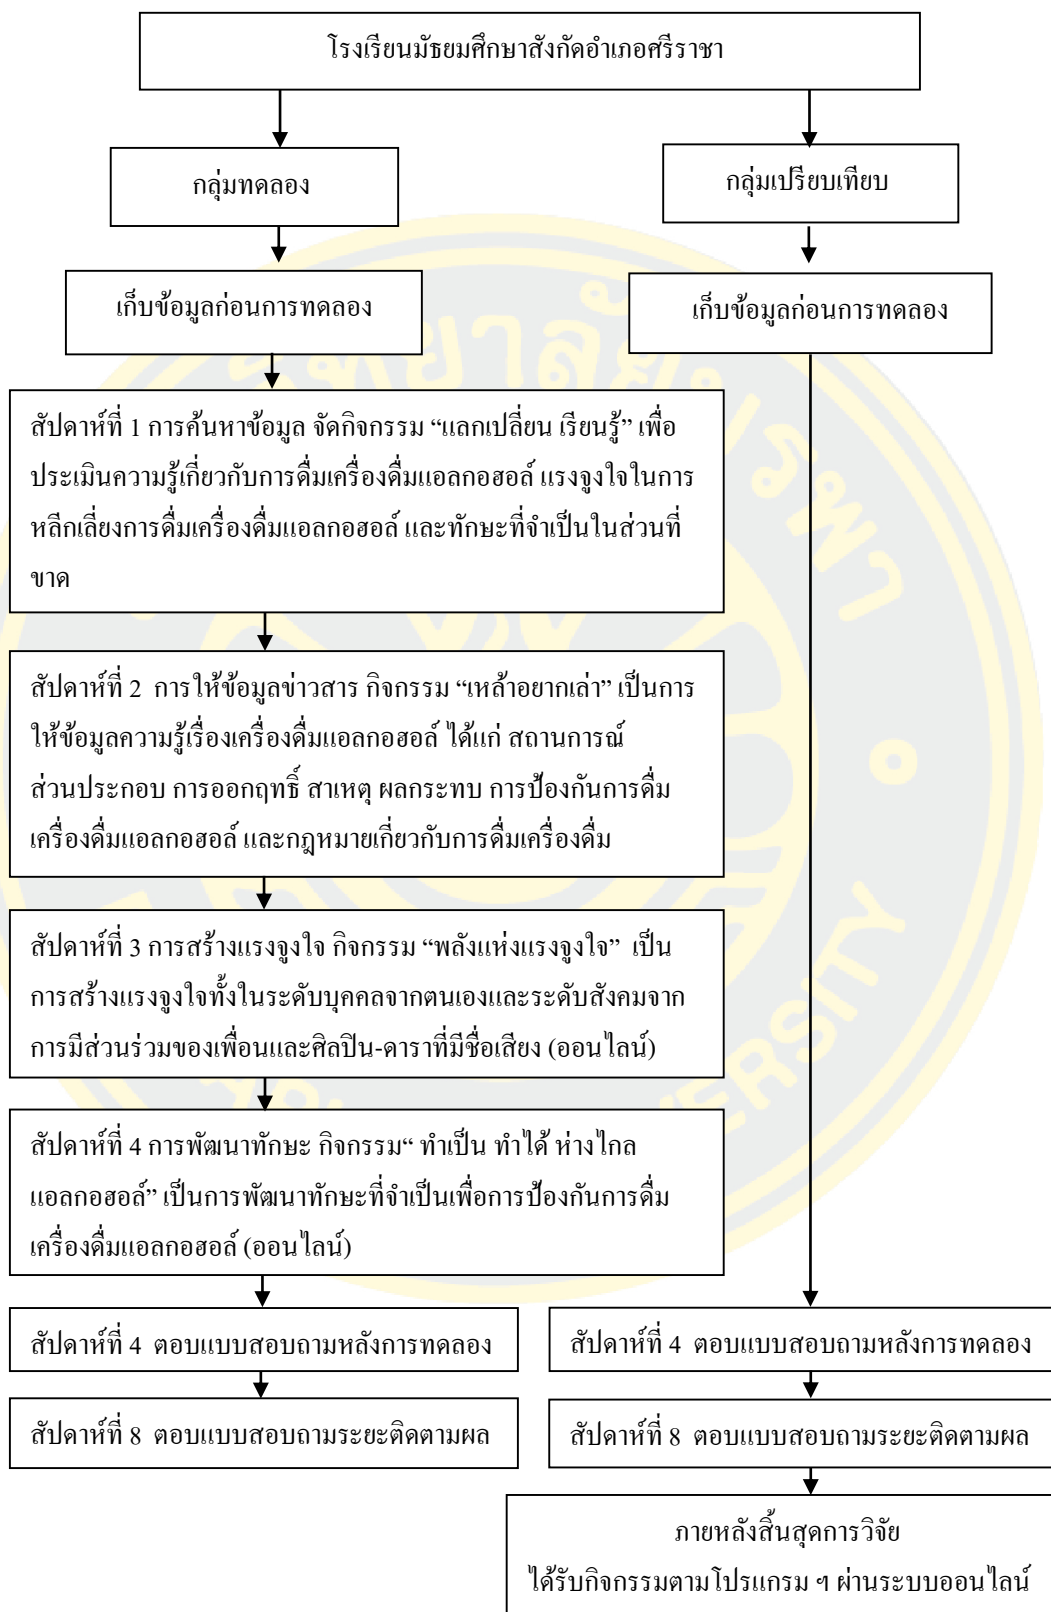 โรงเรียนมัธยมศึกษาสังกัดอำเภอศรีราชา
กลุ่มทดลอง
กลุ่มเปรียบเทียบ
เก็บข้อมูลก่อนการทดลอง
เก็บข้อมูลก่อนการทดลอง
สัปดาห์ที่ 1 การค้นหาข้อมูล จัดกิจกรรม “แลกเปลี่ยน เรียนรู้” เพื่อ
ประเมินความรู้เกี่ยวกับการดื่มเครื่องดื่มแอลกอฮอล์ แรงจูงใจในการ
หลีกเลี่ยงการดื่มเครื่องดื่มแอลกอฮอล์ และทักษะที่จำเป็นในส่วนที่
ขาด
สัปดาห์ที่ 2  การให้ข้อมูลข่าวสาร กิจกรรม “เหล้าอยากเล่า” เป็นการ
ให้ข้อมูลความรู้เรื่องเครื่องดื่มแอลกอฮอล์ ได้แก่ สถานการณ์
ส่วนประกอบ การออกฤทธิ์ สาเหตุ ผลกระทบ การป้องกันการดื่ม
เครื่องดื่มแอลกอฮอล์ และกฎหมายเกี่ยวกับการดื่มเครื่องดื่ม
สัปดาห์ที่ 3 การสร้างแรงจูงใจ กิจกรรม “พลังแห่งแรงจูงใจ”  เป็น
การสร้างแรงจูงใจทั้งในระดับบุคคลจากตนเองและระดับสังคมจาก
การมีส่วนร่วมของเพื่อนและศิลปิน-ดาราที่มีชื่อเสียง (ออนไลน์)
สัปดาห์ที่ 4 การพัฒนาทักษะ กิจกรรม“ ทำเป็น ทำได้ ห่างไกล
แอลกอฮอล์” เป็นการพัฒนาทักษะที่จำเป็นเพื่อการป้องกันการดื่ม
เครื่องดื่มแอลกอฮอล์ (ออนไลน์)
สัปดาห์ที่ 4  ตอบแบบสอบถามหลังการทดลอง
สัปดาห์ที่ 4  ตอบแบบสอบถามหลังการทดลอง
สัปดาห์ที่ 8  ตอบแบบสอบถามระยะติดตามผล
สัปดาห์ที่ 8  ตอบแบบสอบถามระยะติดตามผล
ภายหลังสิ้นสุดการวิจัย
ได้รับกิจกรรมตามโปรแกรม ฯ ผ่านระบบออนไลน์